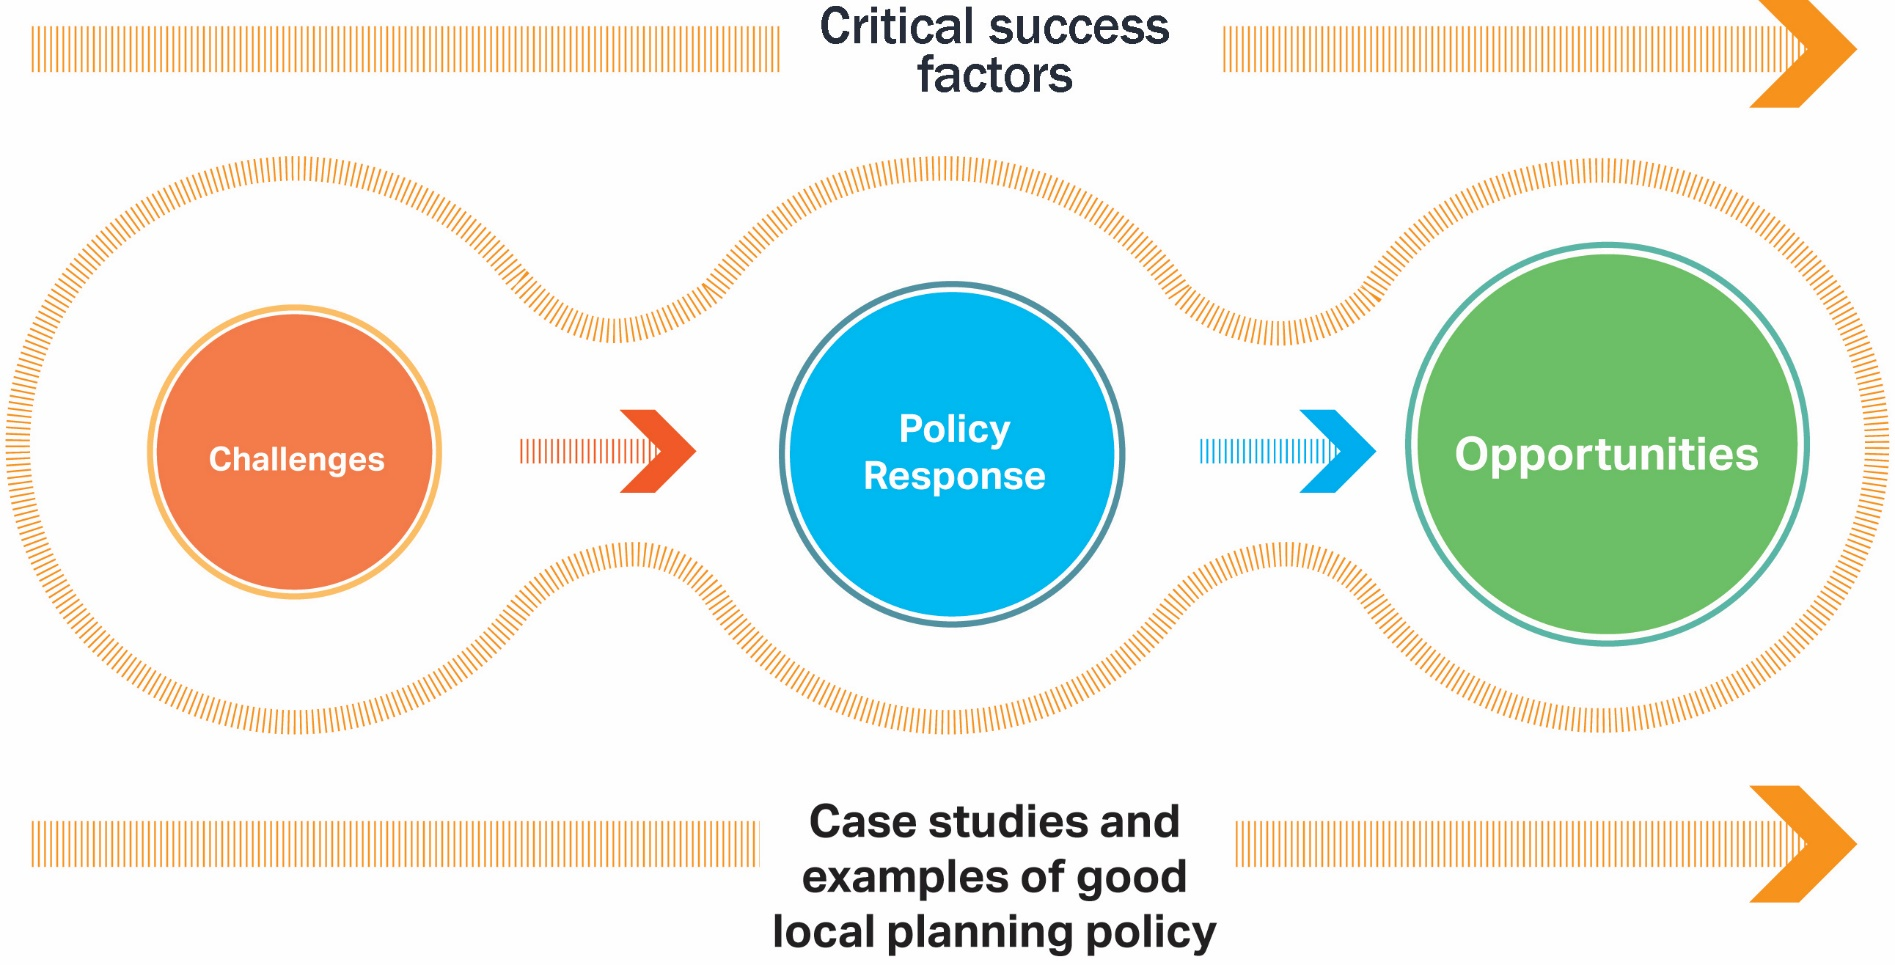 Critical success
factors
Challenges
Policy
Response
Opportunities
Case studies and
examples of good
local planning policy